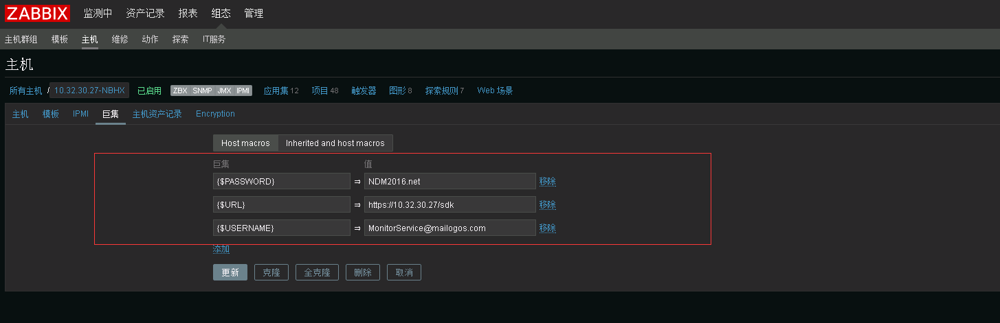 ZABBIX 监测中 资产记录 报表 组态 管理
主机群组 模板 主机 维修 动作 探索 IT服务
主机
所有主机 / 10.32.30.27-NBHX 已启用 ZBX SNMP JMX IPMI 应用集 12 项目 48 触发器 图形 8 探索规则 7 Web 场景
主机 模板 IPMI 巨集 主机资产记录 Encryption
Host macros Inherited and host macros
巨集 值
{$PASSWORD} ⇒ NDM2016.net 移除
{$URL} ⇒ https://10.32.30.27/sdk 移除
{$USERNAME} ⇒ MonitorService@mailogos.com 移除
添加
更新 克隆 全克隆 删除 取消